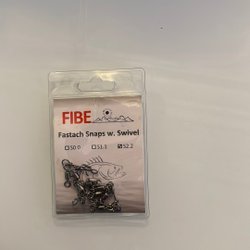 FIBE
Fastach Snaps w. Swivel
S0.0 S1.1 S2.2